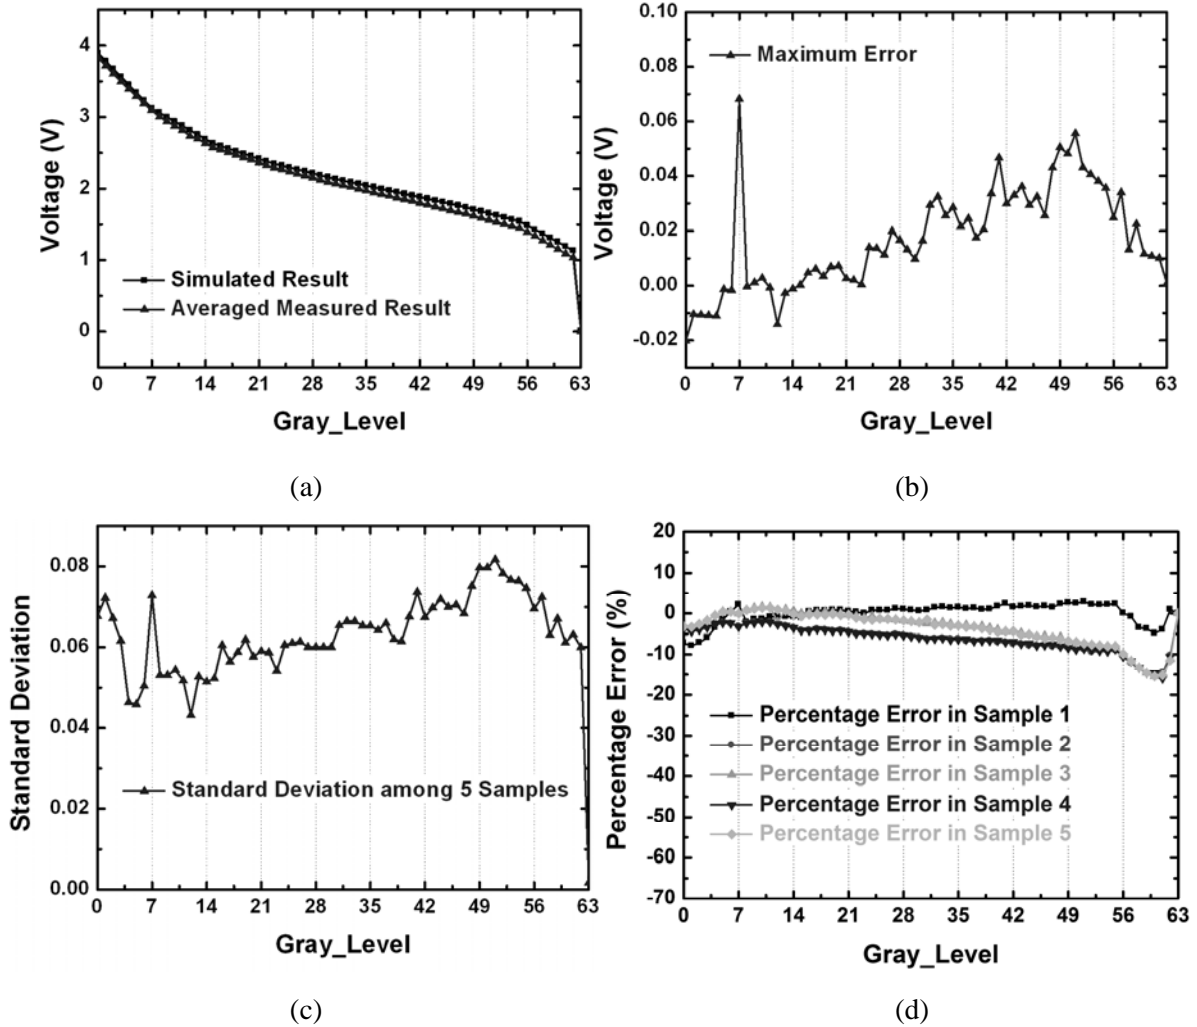 4
3
2
1
0
Voltage (V)
Simulated Result
Averaged Measured Result
0 7 14 21 28 35 42 49 56 63
Gray_Level
(a)
0.10
0.08
0.06
0.04
0.02
0.00
-0.02
Voltage (V)
Maximum Error
0 7 14 21 28 35 42 49 56 63
Gray_Level
(b)
0.08
0.06
0.04
0.02
0.00
Standard Deviation
Standard Deviation among 5 Samples
0 7 14 21 28 35 42 49 56 63
Gray_Level
(c)
20
10
0
-10
-20
-30
-40
-50
-60
-70
Percentage Error (%)
Percentage Error in Sample 1
Percentage Error in Sample 2
Percentage Error in Sample 3
Percentage Error in Sample 4
Percentage Error in Sample 5
0 7 14 21 28 35 42 49 56 63
Gray_Level
(d)